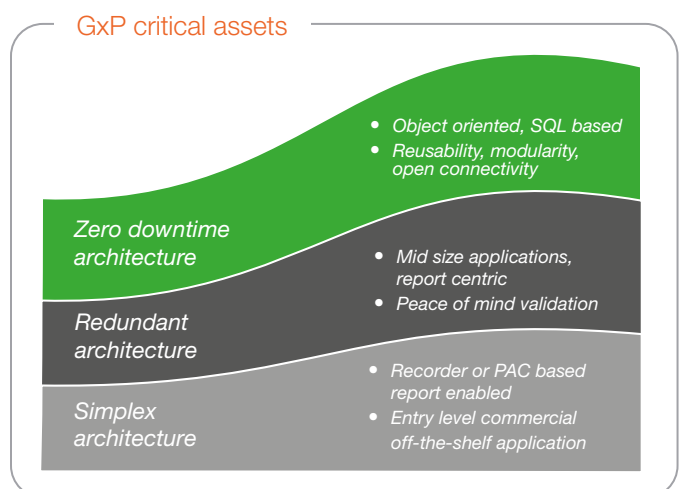 GxP critical assets
• Object oriented, SQL based
• Reusability, modularity,
open connectivity
Zero downtime
architecture
• Mid size applications,
report centric
• Peace of mind validation
Redundant
architecture
• Recorder or PAC based
report enabled
• Entry level commercial
off-the-shelf application
Simplex
architecture